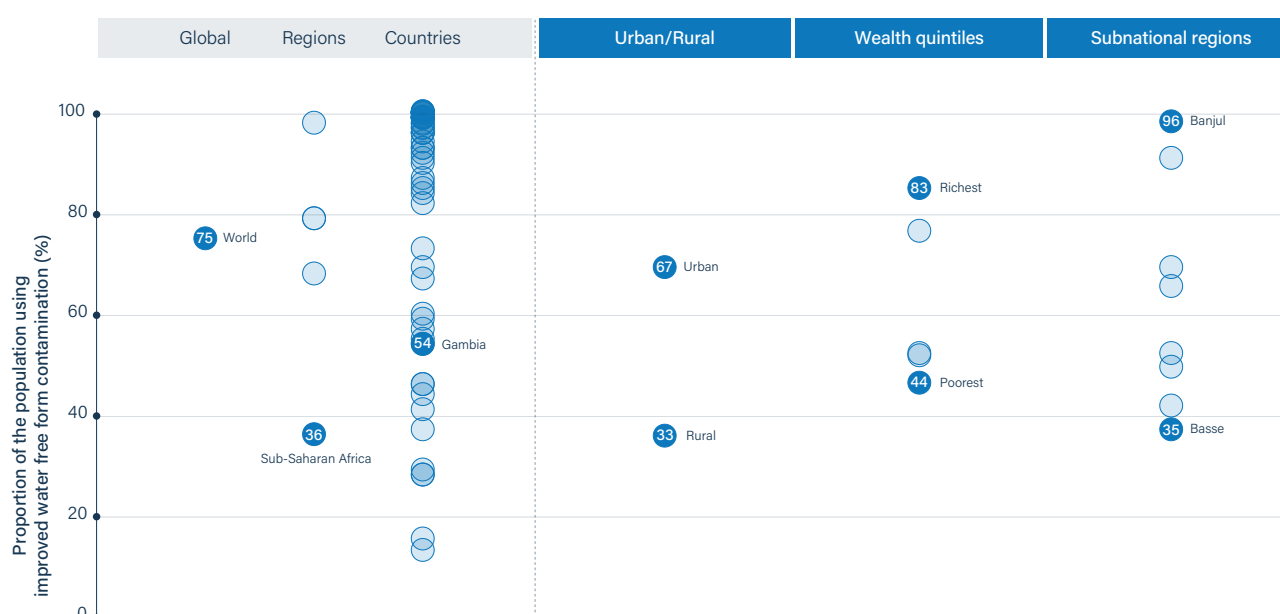 Global Regions Countries Urban/Rural Wealth quintiles Subnational regions
Proportion of the population using
improved water free form contamination (%)
100
80
60
40
20
0
75 World
36
Sub-Saharan Africa
54 Gambia
67 Urban
33 Rural
83 Richest
44 Poorest
96 Banjul
35 Basse